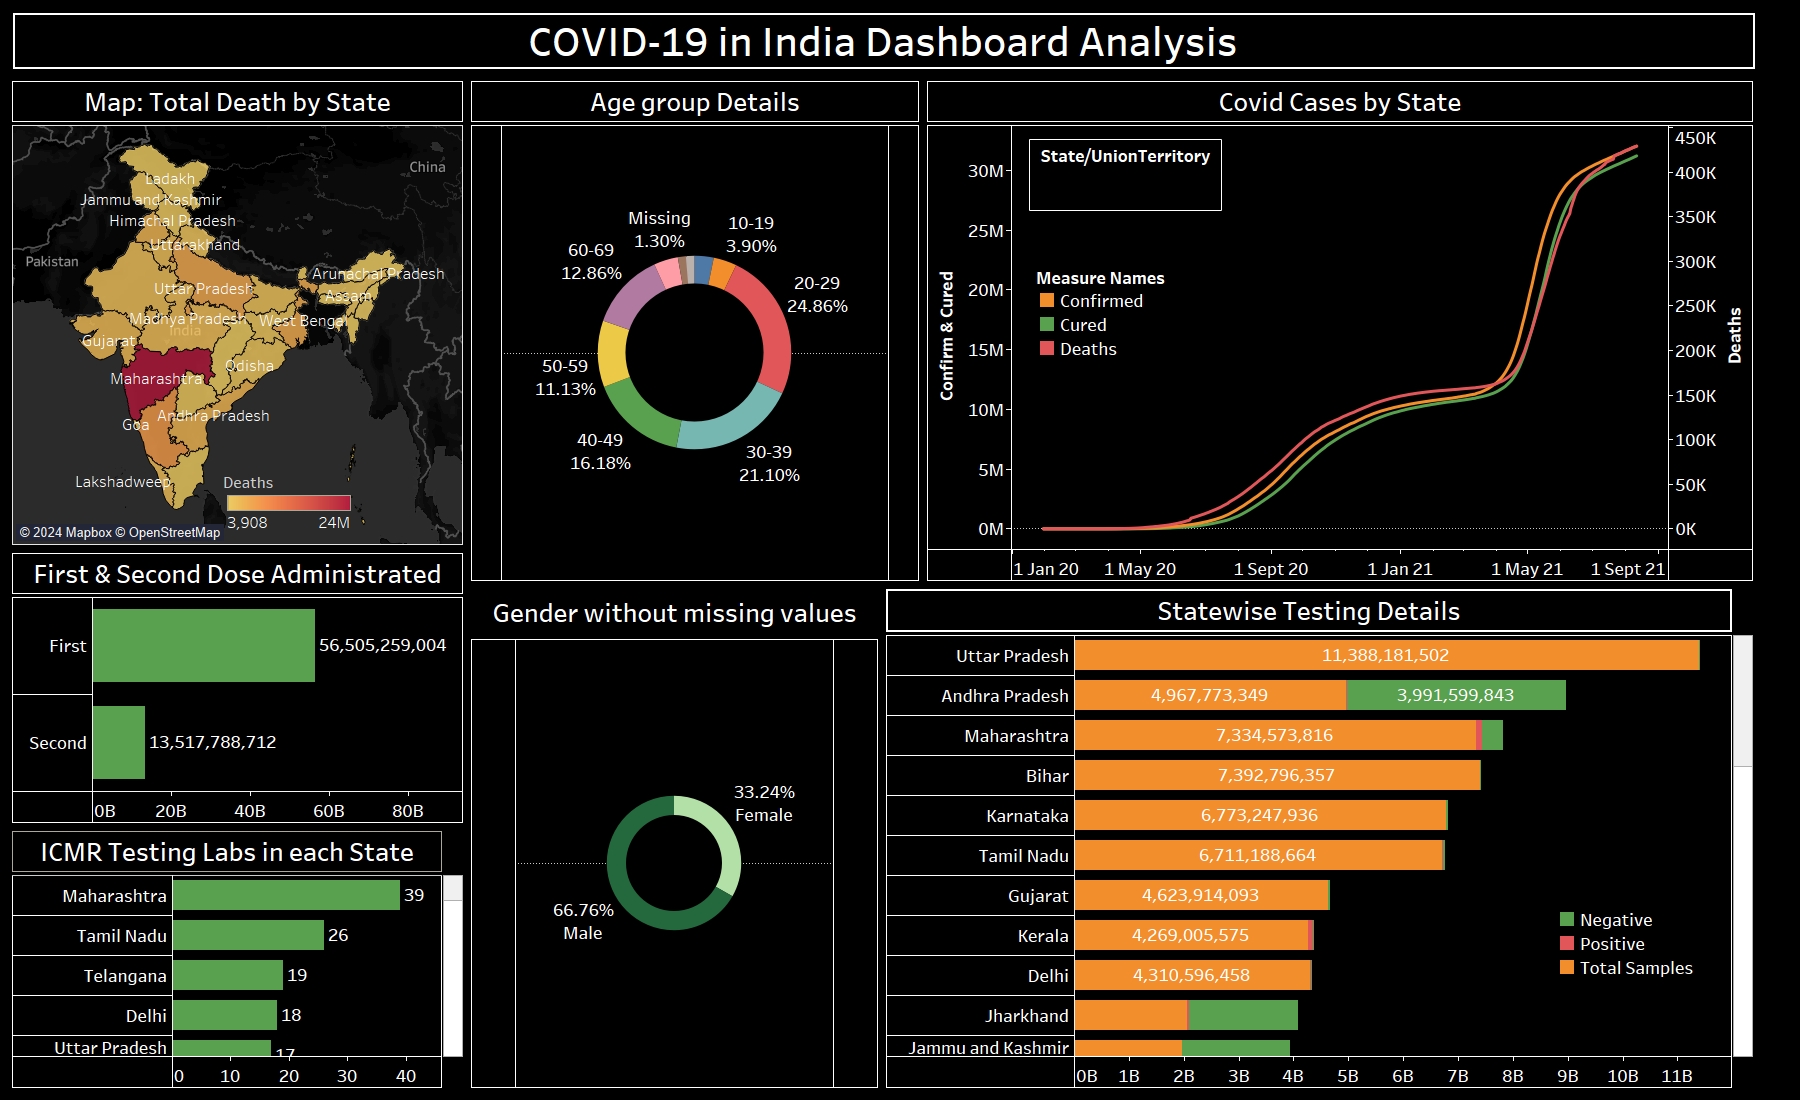 COVID-19 in India Dashboard Analysis
Map: Total Death by State
China
Ladakh
Jammu and Kashmir
Himachal Pradesh
Uttarakhand
Pakistan
Arunachal Pradesh
Uttar Pradesh
Assam
Madhya Pradesh
West Bengal
India
Gujarat
Odisha
Maharashtra
Andhra Pradesh
Goa
Lakshadweep
Deaths
3,908 24M
© 2024 Mapbox © OpenStreetMap
Age group Details
Missing
1.30%
10-19
3.90%
60-69
12.86%
20-29
24.86%
50-59
11.13%
40-49
16.18%
30-39
21.10%
Covid Cases by State
State/UnionTerritory
Measure Names
Confirmed
Cured
Deaths
Confirm & Cured
30M
25M
20M
15M
10M
5M
0M
450K
400K
350K
300K
250K
200K
150K
100K
50K
0K
Deaths
1 Jan 20 1 May 20 1 Sept 20 1 Jan 21 1 May 21 1 Sept 21
First & Second Dose Administrated
First 56,505,259,004
Second 13,517,788,712
0B 20B 40B 60B 80B
ICMR Testing Labs in each State
Maharashtra 39
Tamil Nadu 26
Telangana 19
Delhi 18
Uttar Pradesh 17
0 10 20 30 40
Gender without missing values
33.24%
Female
66.76%
Male
Statewise Testing Details
Uttar Pradesh 11,388,181,502
Andhra Pradesh 4,967,773,349 3,991,599,843
Maharashtra 7,334,573,816
Bihar 7,392,796,357
Karnataka 6,773,247,936
Tamil Nadu 6,711,188,664
Gujarat 4,623,914,093
Kerala 4,269,005,575
Delhi 4,310,596,458
Jharkhand
Jammu and Kashmir
Negative
Positive
Total Samples
0B 1B 2B 3B 4B 5B 6B 7B 8B 9B 10B 11B